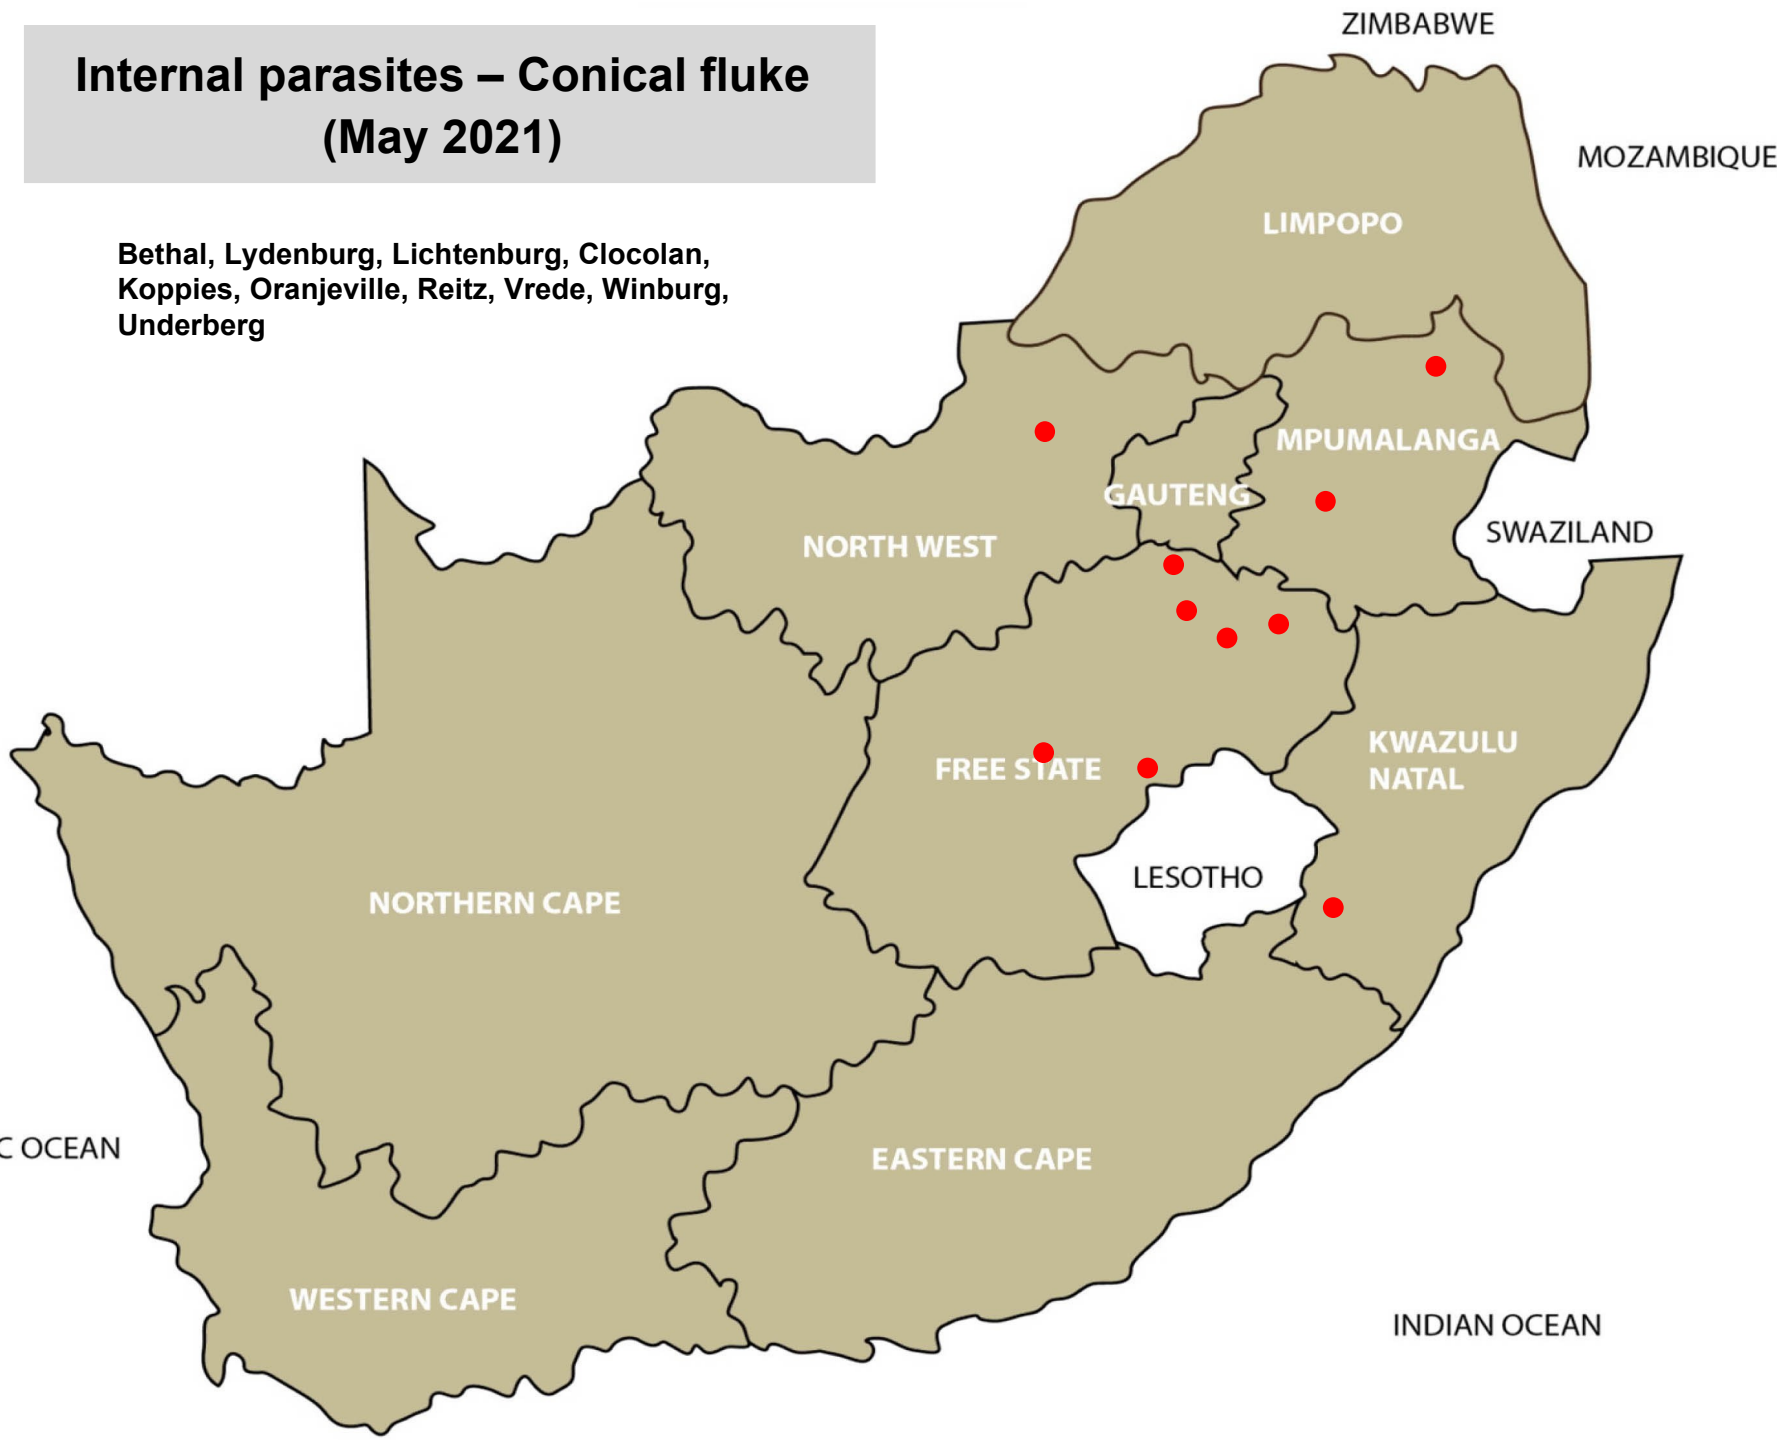 Internal parasites – Conical fluke
(May 2021)
Bethal, Lydenburg, Lichtenburg, Clocolan,
Koppies, Oranjeville, Reitz, Vrede, Winburg,
Underberg
ZIMBABWE
MOZAMBIQUE
LIMPOPO
MPUMALANGA
GAUTENG
SWAZILAND
NORTH WEST
KWAZULU
NATAL
FREE STATE
LESOTHO
NORTHERN CAPE
C OCEAN
EASTERN CAPE
WESTERN CAPE
INDIAN OCEAN